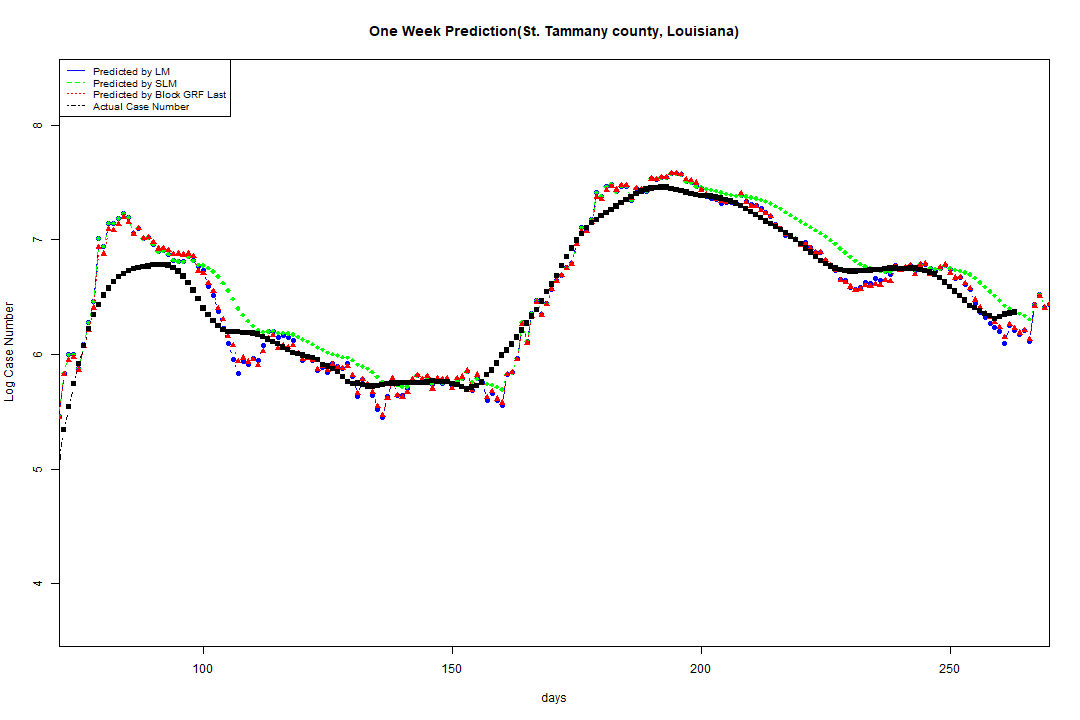 One Week Prediction(St. Tammany county, Louisiana)
Predicted by LM
Predicted by SLM
Predicted by Block GRF Last
Actual Case Number
Log Case Number
8
7
6
5
4
100 150 200 250
days